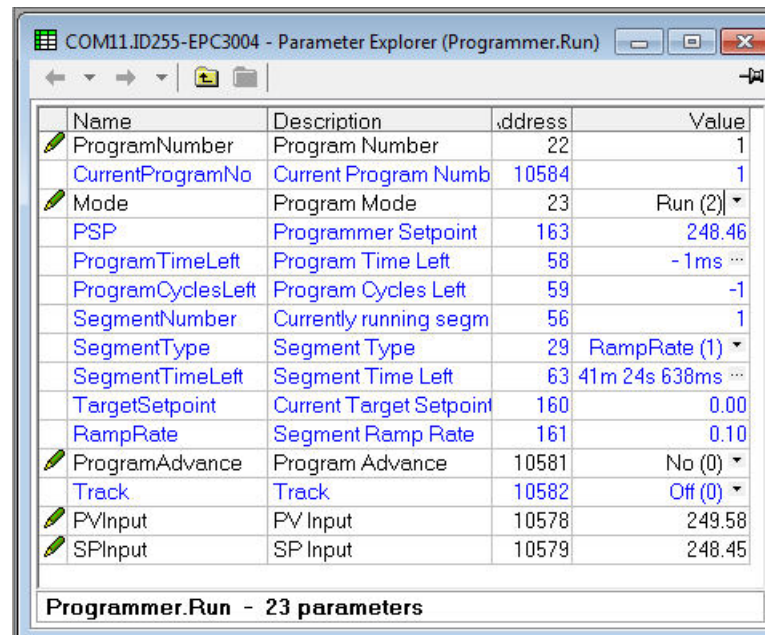 COM11.ID255-EPC3004 - Parameter Explorer (Programmer.Run)
Name Description ddress Value
ProgramNumber Program Number 22 1
CurrentProgramNo Current Program Numb 10584 1
Mode Program Mode 23 Run (2)
PSP Programmer Setpoint 163 248.46
ProgramTimeLeft Program Time Left 58 -1ms ...
ProgramCyclesLeft Program Cycles Left 59 -1
SegmentNumber Currently running segm 56 1
SegmentType Segment Type 29 RampRate (1)
SegmentTimeLeft Segment Time Left 63 41m 24s 638ms ...
TargetSetpoint Current Target Setpoint 160 0.00
RampRate Segment Ramp Rate 161 0.10
ProgramAdvance Program Advance 10581 No (0)
Track Track 10582 Off (0)
PVInput PV Input 10578 249.58
SPInput SP Input 10579 248.45
Programmer.Run - 23 parameters